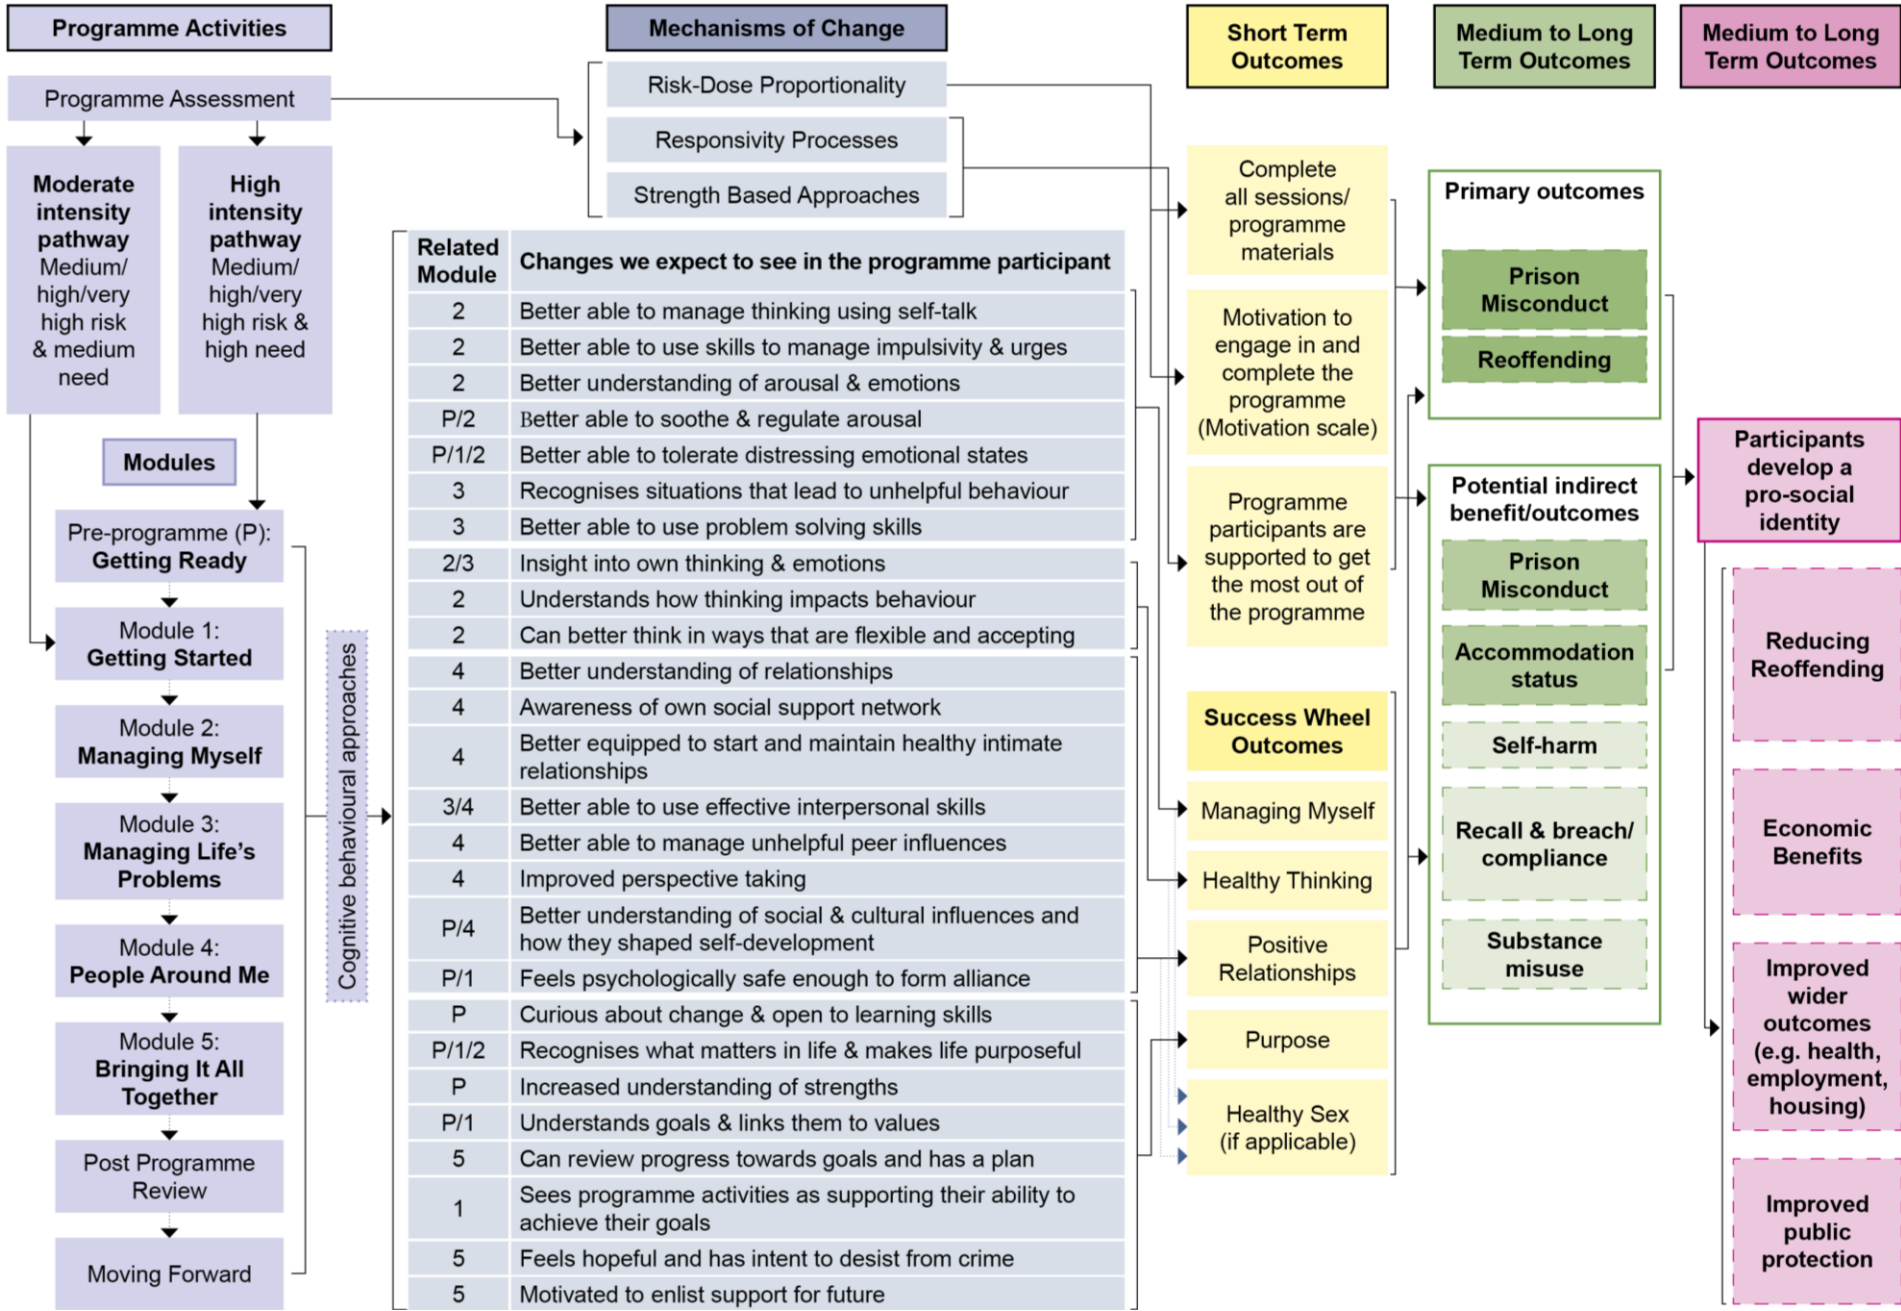 Programme Activities
Mechanisms of Change
Short Term
Outcomes
Medium to Long
Term Outcomes
Medium to Long
Term Outcomes
Programme Assessment
Moderate
intensity
pathway
Medium/
high/very
high risk
& medium
need
High
intensity
pathway
Medium/
high/very
high risk &
high need
Modules
Pre-programme (P):
Getting Ready
Module 1:
Getting Started
Module 2:
Managing Myself
Module 3:
Managing Life's
Problems
Module 4:
People Around Me
Module 5:
Bringing It All
Together
Post Programme
Review
Moving Forward
Cognitive behavioural approaches
Risk-Dose Proportionality
Responsivity Processes
Strength Based Approaches
Related
Module
Changes we expect to see in the programme participant
2 Better able to manage thinking using self-talk
2 Better able to use skills to manage impulsivity & urges
2 Better understanding of arousal & emotions
P/2 Better able to soothe & regulate arousal
P/1/2 Better able to tolerate distressing emotional states
3 Recognises situations that lead to unhelpful behaviour
3 Better able to use problem solving skills
2/3 Insight into own thinking & emotions
2 Understands how thinking impacts behaviour
2 Can better think in ways that are flexible and accepting
4 Better understanding of relationships
4 Awareness of own social support network
4 Better equipped to start and maintain healthy intimate
relationships
3/4 Better able to use effective interpersonal skills
4 Better able to manage unhelpful peer influences
4 Improved perspective taking
P/4 Better understanding of social & cultural influences and
how they shaped self-development
P/1 Feels psychologically safe enough to form alliance
P Curious about change & open to learning skills
P/1/2 Recognises what matters in life & makes life purposeful
P Increased understanding of strengths
P/1 Understands goals & links them to values
5 Can review progress towards goals and has a plan
1 Sees programme activities as supporting their ability to
achieve their goals
5 Feels hopeful and has intent to desist from crime
5 Motivated to enlist support for future
Complete
all sessions/
programme
materials
Motivation to
engage in and
complete the
programme
(Motivation scale)
Programme
participants are
supported to get
the most out of
the programme
Success Wheel
Outcomes
Managing Myself
Healthy Thinking
Positive
Relationships
Purpose
Healthy Sex
(if applicable)
Primary outcomes
Prison
Misconduct
Reoffending
Potential indirect
benefit/outcomes
Prison
Misconduct
Accommodation
status
Self-harm
Recall & breach/
compliance
Substance
misuse
Participants
develop a
pro-social
identity
Reducing
Reoffending
Economic
Benefits
Improved
wider
outcomes
(e.g. health,
employment,
housing)
Improved
public
protection